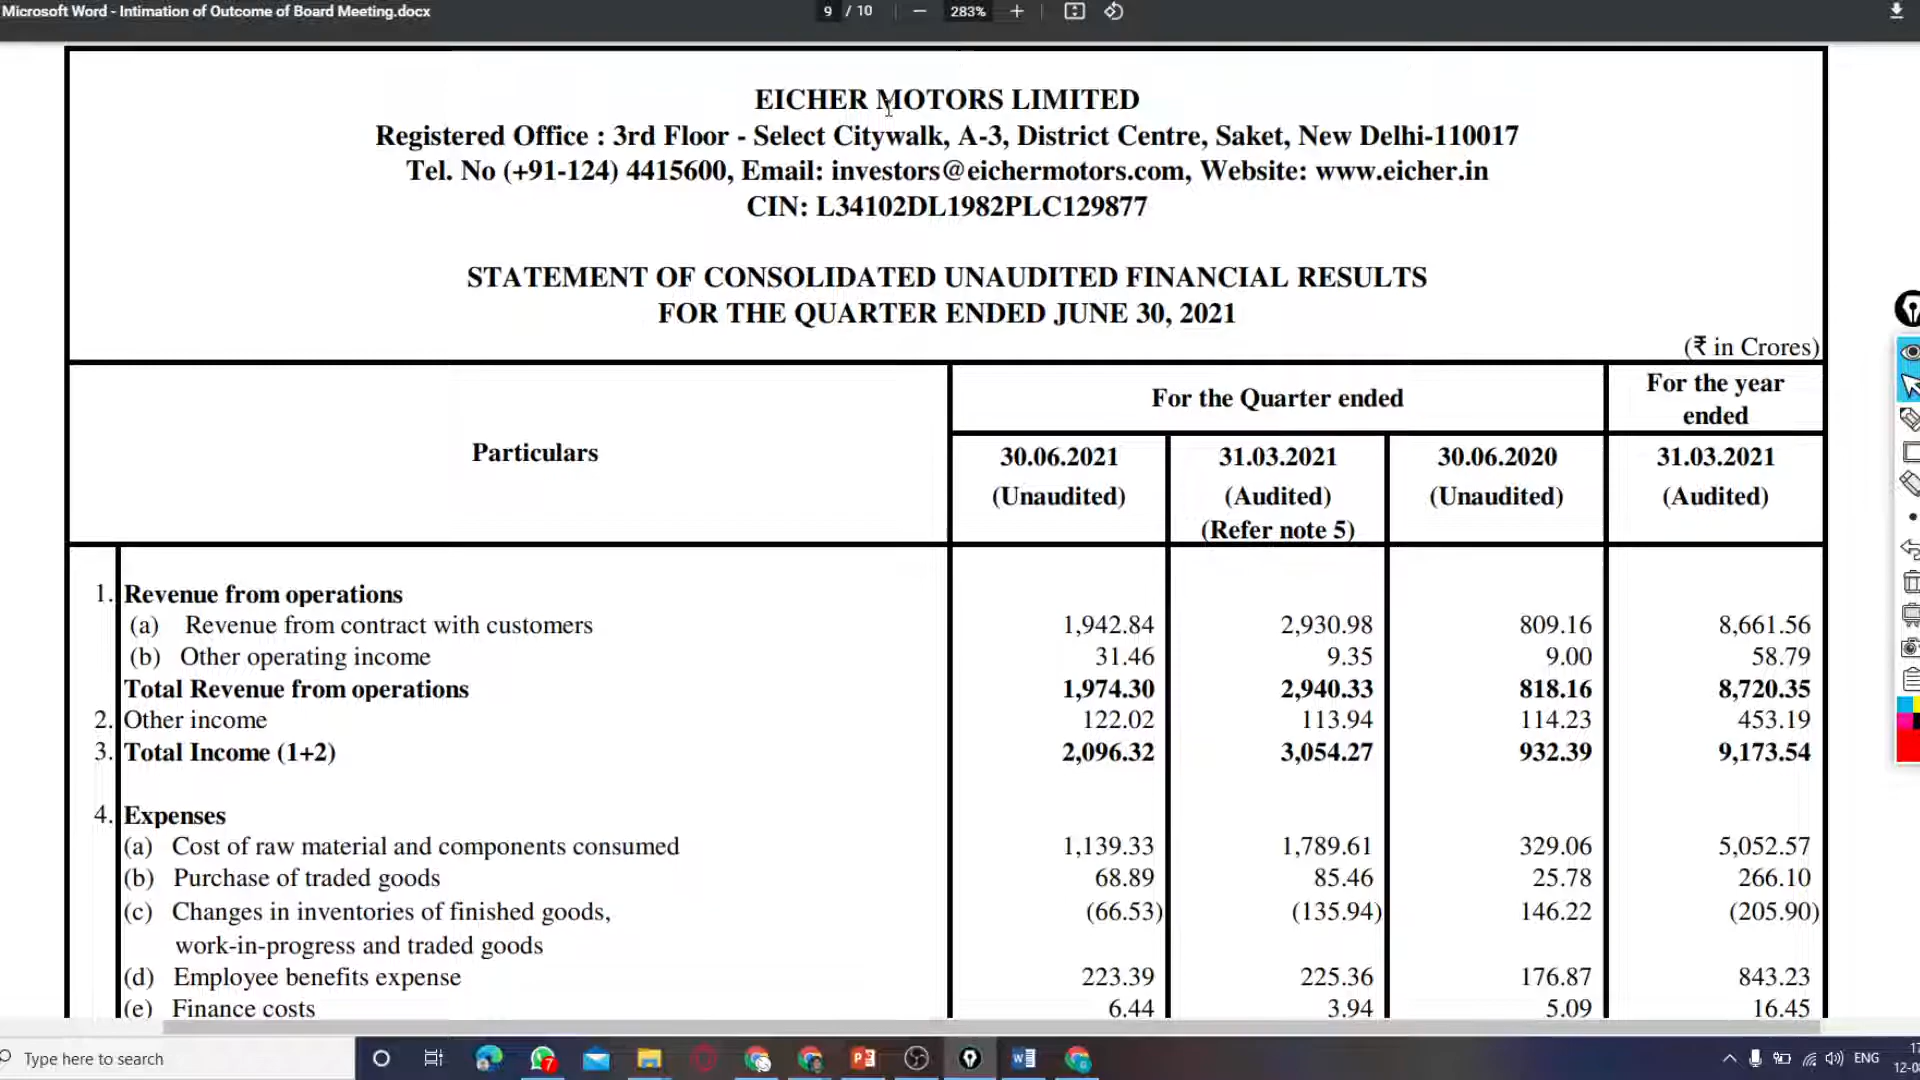 Microsoft Word - Intimation of Outcome of Board Meeting.docx 9 / 10 283%
EICHER MOTORS LIMITED
Registered Office : 3rd Floor - Select Citywalk, A-3, District Centre, Saket, New Delhi-110017
Tel. No (+91-124) 4415600, Email: investors@eichermotors.com, Website: www.eicher.in
CIN: L34102DL1982PLC129877
STATEMENT OF CONSOLIDATED UNAUDITED FINANCIAL RESULTS
FOR THE QUARTER ENDED JUNE 30, 2021
(₹ in Crores)
Particulars
For the Quarter ended
For the year
ended
30.06.2021 31.03.2021 30.06.2020 31.03.2021
(Unaudited) (Audited) (Unaudited) (Audited)
(Refer note 5)
1. Revenue from operations
(a) Revenue from contract with customers 1,942.84 2,930.98 809.16 8,661.56
(b) Other operating income 31.46 9.35 9.00 58.79
Total Revenue from operations 1,974.30 2,940.33 818.16 8,720.35
2. Other income 122.02 113.94 114.23 453.19
3. Total Income (1+2) 2,096.32 3,054.27 932.39 9,173.54
4. Expenses
(a) Cost of raw material and components consumed 1,139.33 1,789.61 329.06 5,052.57
(b) Purchase of traded goods 68.89 85.46 25.78 266.10
(c) Changes in inventories of finished goods, (66.53) (135.94) 146.22 (205.90)
work-in-progress and traded goods
(d) Employee benefits expense 223.39 225.36 176.87 843.23
(e) Finance costs 6.44 3.94 5.09 16.45
Type here to search
7
ENG